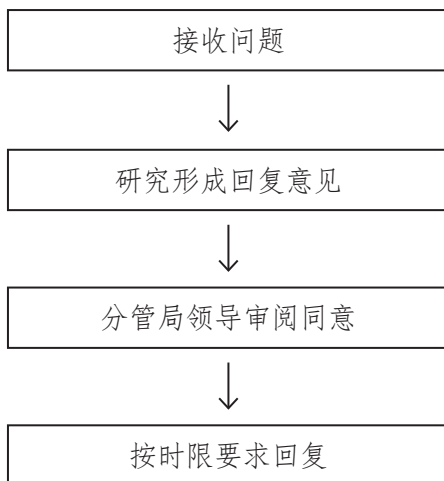 接收问题
研究形成回复意见
分管局领导审阅同意
按时限要求回复